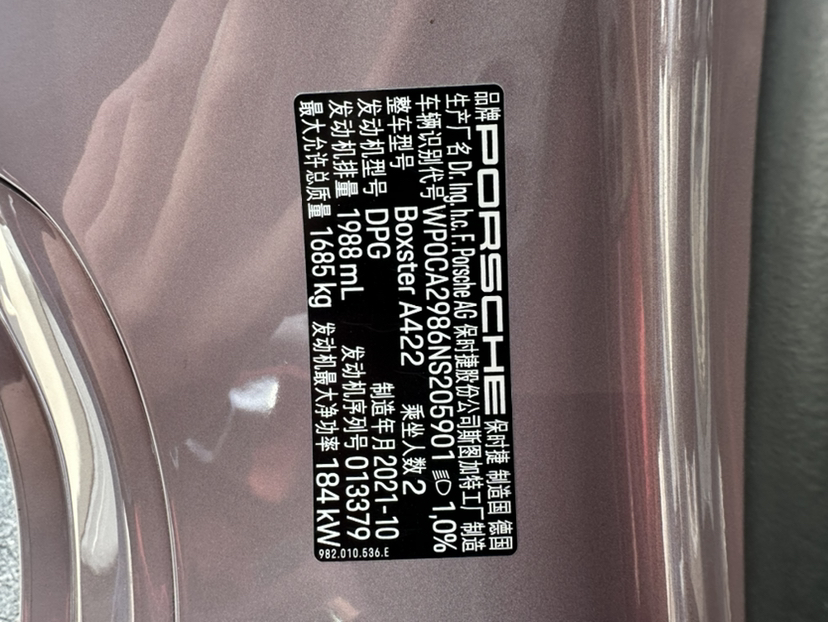 品牌 PORSCHE 保时捷 制造国 德国
生产厂名 Dr. Ing. h.c. F. Porsche AG 保时捷股份公司斯图加特工厂制造
车辆识别代号 WP0CA2986NS205901 1,0%
整车型号 Boxster A422 乘坐人数 2
发动机型号 DPG 制造年月 2021-10
发动机排量 1988 mL 发动机序列号 013379
最大允许总质量 1685 kg 发动机最大净功率 184 kW
982.010.536.E